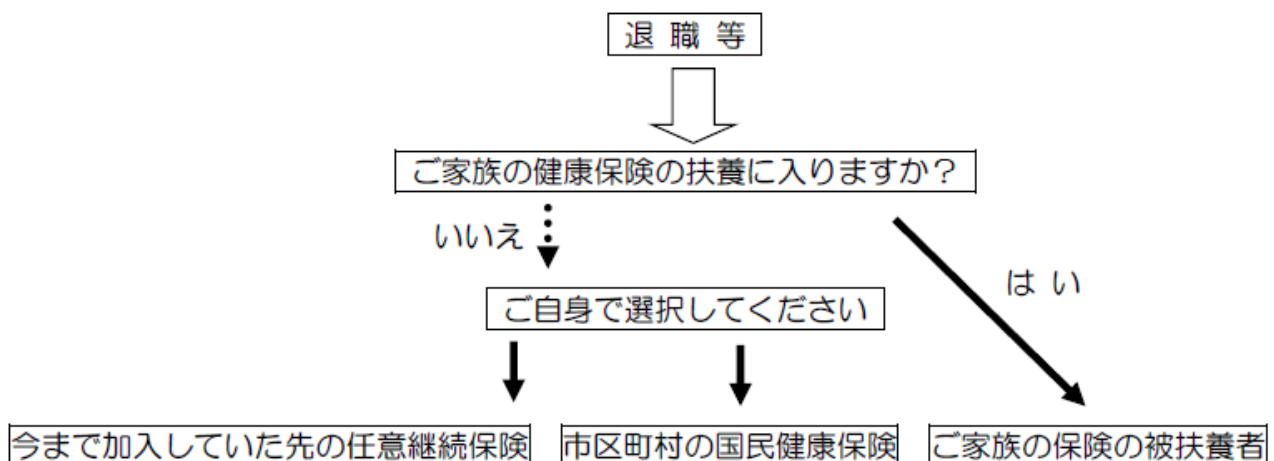 退 職 等
ご家族の健康保険の扶養に入りますか？
いいえ
は い
ご自身で選択してください
今まで加入していた先の任意継続保険
市区町村の国民健康保険
ご家族の保険の被扶養者